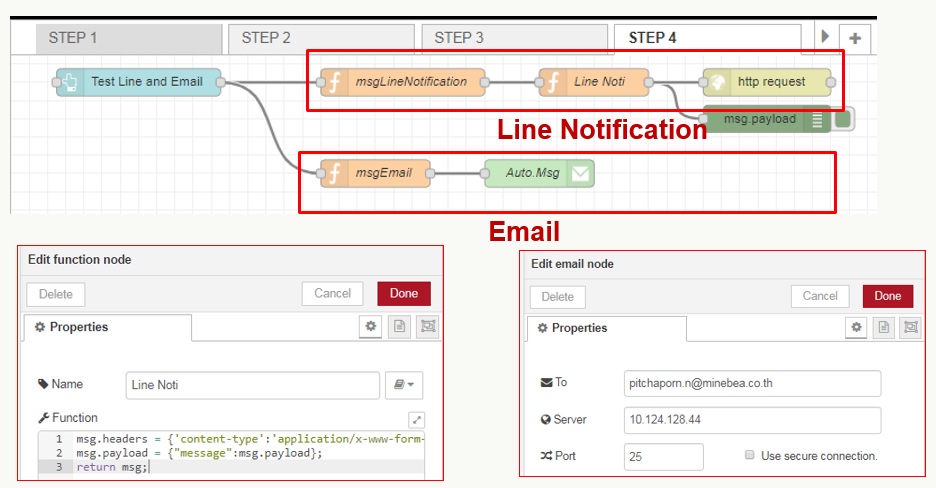 STEP 1
STEP 2
STEP 3
STEP 4
Test Line and Email
msgLineNotification
Line Noti
http request
msg.payload
Line Notification
msgEmail
Auto.Msg
Email
Edit function node
Delete
Cancel
Done
Properties
Name
Line Noti
Function
1 msg.headers = {'content-type':'application/x-www-form-
2 msg.payload = {"message":msg.payload};
3 return msg;
Edit email node
Delete
Cancel
Done
Properties
To
pitchaporn.n@minebea.co.th
Server
10.124.128.44
Port
25
Use secure connection.